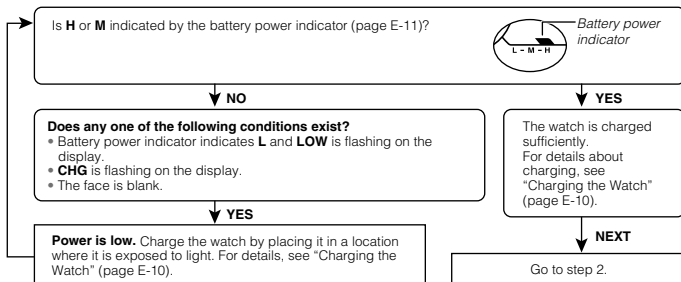 Is H or M indicated by the battery power indicator (page E-11)?
Battery power
indicator
L – M – H
NO
YES
Does any one of the following conditions exist?
• Battery power indicator indicates L and LOW is flashing on the
display.
• CHG is flashing on the display.
• The face is blank.
The watch is charged
sufficiently.
For details about
charging, see
“Charging the Watch”
(page E-10).
YES
NEXT
Power is low. Charge the watch by placing it in a location
where it is exposed to light. For details, see “Charging the
Watch” (page E-10).
Go to step 2.